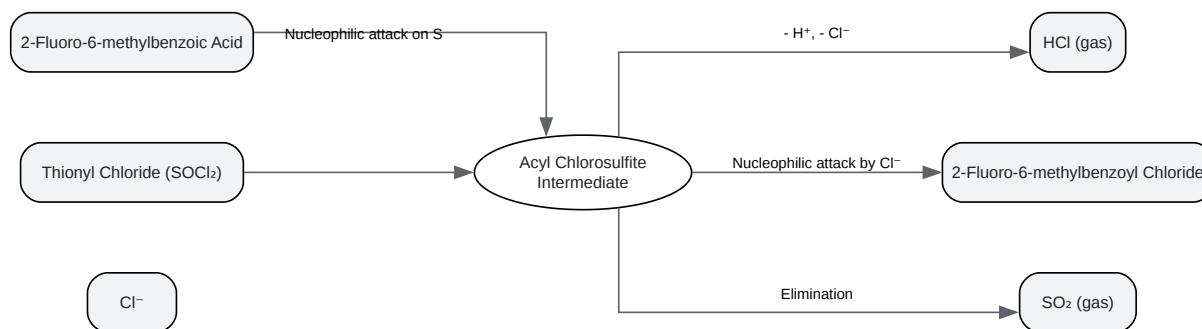 2-Fluoro-6-methylbenzoic Acid
Nucleophilic attack on S
- H⁺, - Cl⁻
HCl (gas)
Thionyl Chloride (SOCl₂)
Acyl Chlorosulfite
Intermediate
Nucleophilic attack by Cl⁻
2-Fluoro-6-methylbenzoyl Chloride
Cl⁻
Elimination
SO₂ (gas)